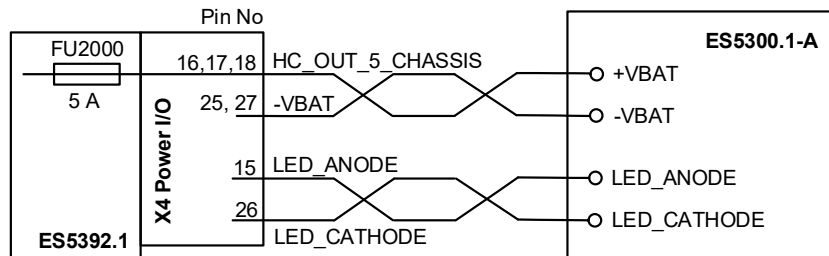 Pin No
FU2000
5 A
X4 Power I/O
ES5392.1
16,17,18 HC_OUT_5_CHASSIS
25, 27 -VBAT
15 LED_ANODE
26 LED_CATHODE
ES5300.1-A
+VBAT
-VBAT
LED_ANODE
LED_CATHODE